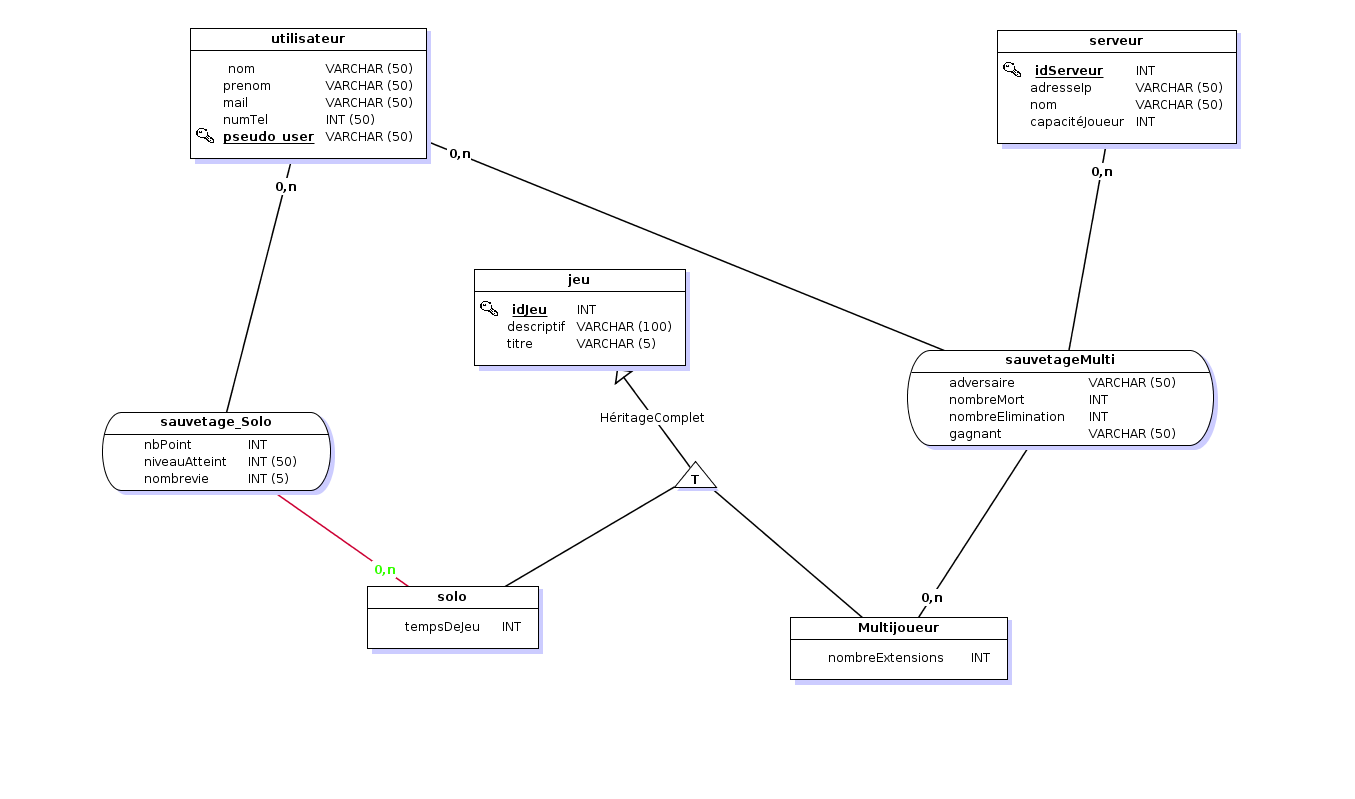 utilisateur
nom VARCHAR (50)
prenom VARCHAR (50)
mail VARCHAR (50)
numTel INT (50)
pseudo_user VARCHAR (50)
serveur
idServeur INT
adresseIp VARCHAR (50)
nom VARCHAR (50)
capacitéJoueur INT
0,n
0,n
0,n
jeu
idJeu INT
descriptif VARCHAR (100)
titre VARCHAR (5)
sauvetageMulti
adversaire VARCHAR (50)
nombreMort INT
nombreElimination INT
gagnant VARCHAR (50)
HéritageComplet
sauvetage_Solo
nbPoint INT
niveauAtteint INT (50)
nombrevie INT (5)
T
0,n
0,n
solo
tempsDeJeu INT
Multijoueur
nombreExtensions INT